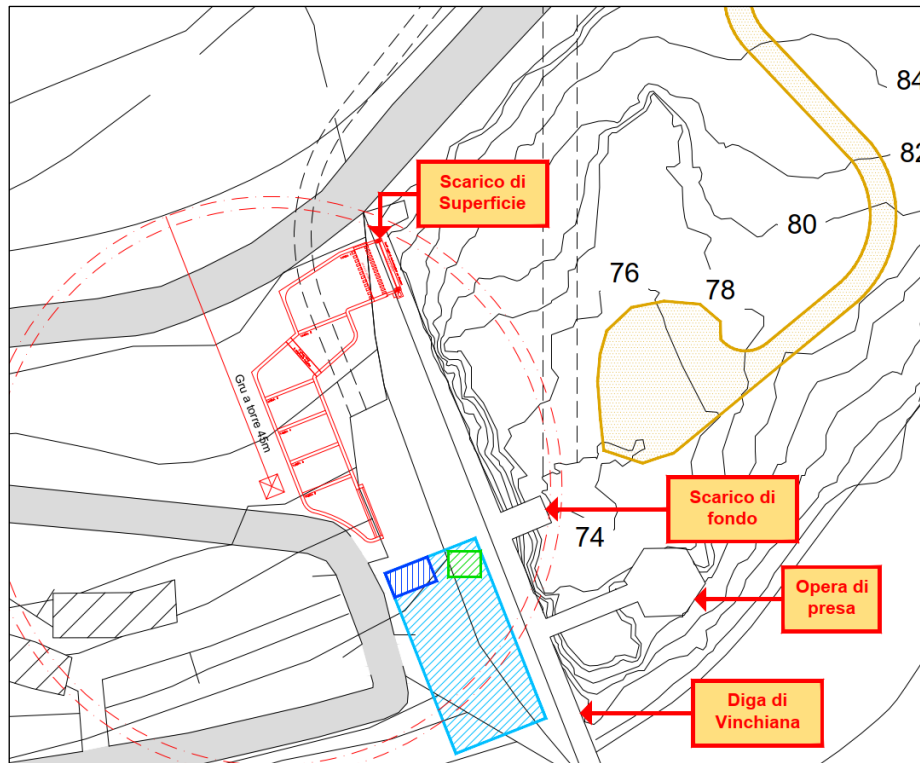 84
Scarico di
Superficie
82
80
76
78
Gru a torre 45m
Scarico di
fondo
74
Opera di
presa
Diga di
Vinchiana